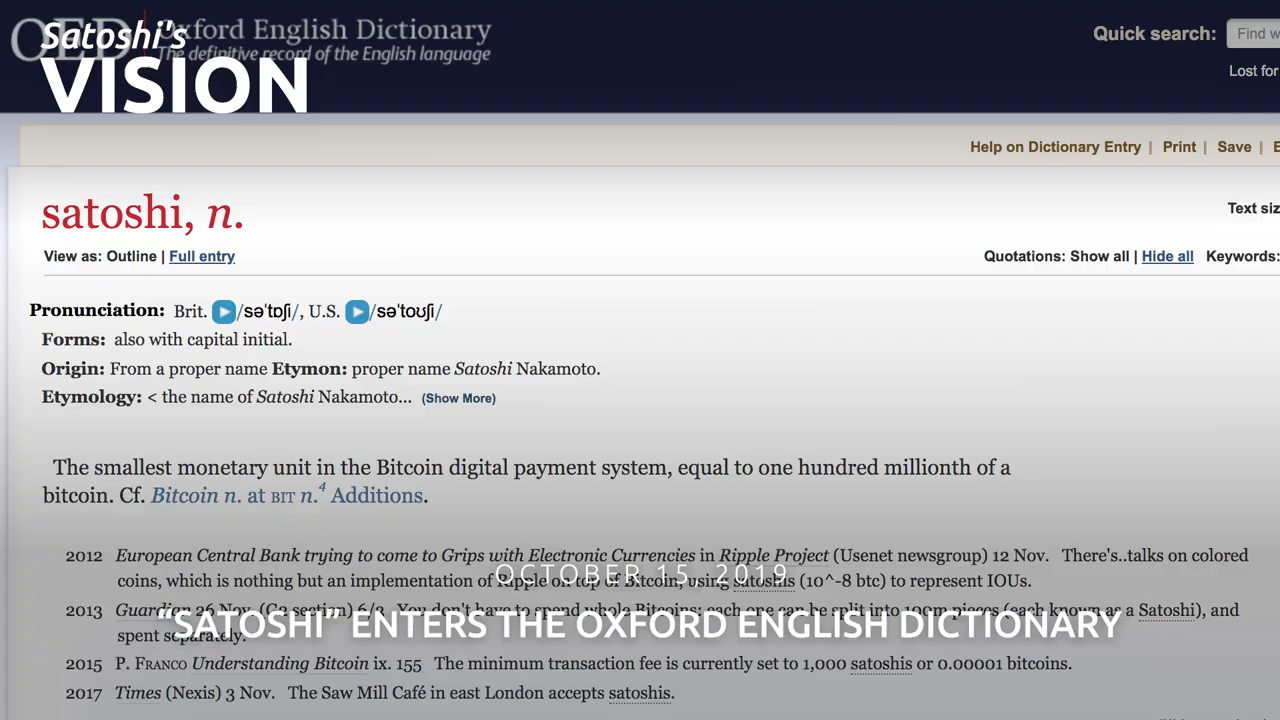 Satoshi's
VISION
OED Oxford English Dictionary
The definitive record of the English language
Quick search: Find w
Lost for
Help on Dictionary Entry | Print | Save | E
satoshi, n.
Text siz
View as: Outline | Full entry
Quotations: Show all | Hide all Keywords:
Pronunciation: Brit. /səˈtɒʃi/, U.S. /səˈtoʊʃi/
Forms: also with capital initial.
Origin: From a proper name Etymon: proper name Satoshi Nakamoto.
Etymology: < the name of Satoshi Nakamoto... (Show More)
The smallest monetary unit in the Bitcoin digital payment system, equal to one hundred millionth of a
bitcoin. Cf. Bitcoin n. at BIT n.⁴ Additions.
2012 European Central Bank trying to come to Grips with Electronic Currencies in Ripple Project (Usenet newsgroup) 12 Nov. There's..talks on colored
coins, which is nothing but an implementation of Ripple on top of Bitcoin, using satoshis (10^-8 btc) to represent IOUs.
OCTOBER 15, 2019
2013 Guardian 26 Nov. (G2 section) 6/3 You don't have to spend whole Bitcoins: each one can be split into 100m pieces (each known as a Satoshi), and
spent separately.
“SATOSHI” ENTERS THE OXFORD ENGLISH DICTIONARY
2015 P. FRANCO Understanding Bitcoin ix. 155 The minimum transaction fee is currently set to 1,000 satoshis or 0.00001 bitcoins.
2017 Times (Nexis) 3 Nov. The Saw Mill Café in east London accepts satoshis.